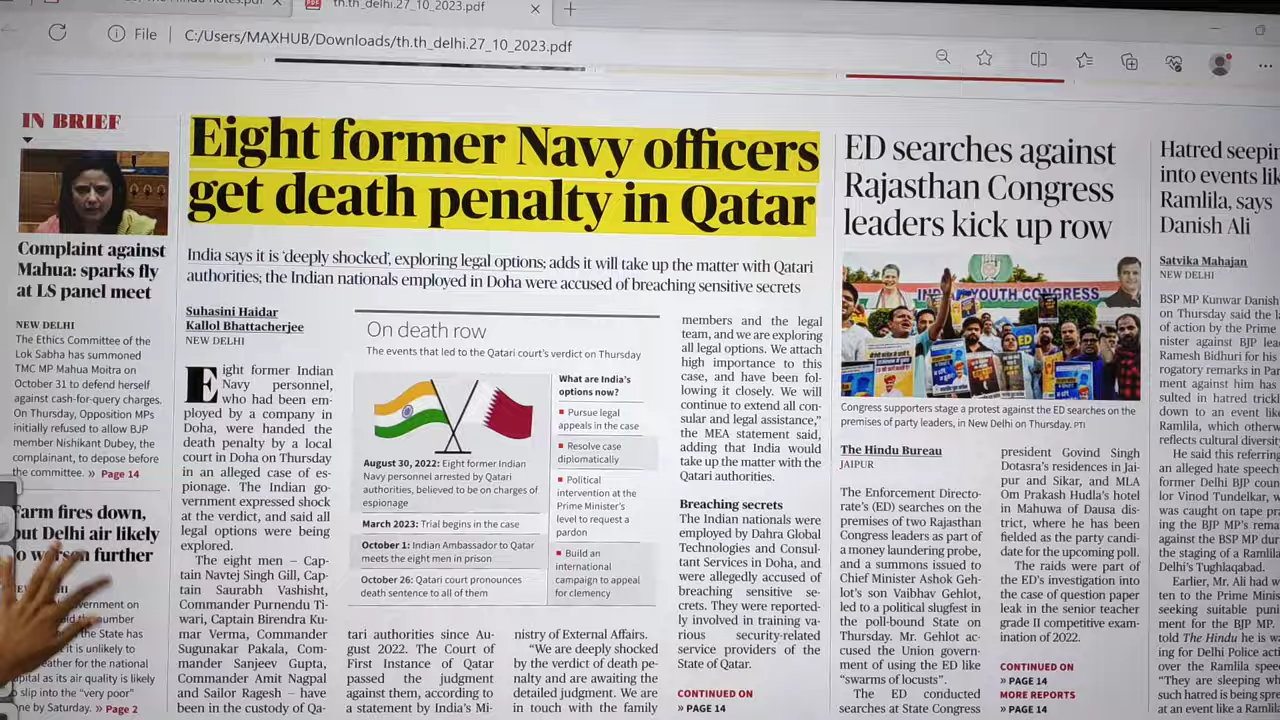 The Hindu notes.pdf
th.th_delhi.27_10_2023.pdf
File C:/Users/MAXHUB/Downloads/th.th_delhi.27_10_2023.pdf
IN BRIEF
Complaint against
Mahua: sparks fly
at LS panel meet
NEW DELHI
The Ethics Committee of the
Lok Sabha has summoned
TMC MP Mahua Moitra on
October 31 to defend herself
against cash-for-query charges.
On Thursday, Opposition MPs
initially refused to allow BJP
member Nishikant Dubey, the
complainant, to depose before
the committee. » Page 14
Farm fires down,
but Delhi air likely
to worsen further
is unlikely to
for the national
as its air quality is likely
slip into the “very poor”
by Saturday. » Page 2
Eight former Navy officers
get death penalty in Qatar
India says it is ‘deeply shocked’, exploring legal options; adds it will take up the matter with Qatari
authorities; the Indian nationals employed in Doha were accused of breaching sensitive secrets
Suhasini Haidar
Kallol Bhattacherjee
NEW DELHI
Eight former Indian
Navy personnel,
who had been em-
ployed by a company in
Doha, were handed the
death penalty by a local
court in Doha on Thursday
in an alleged case of es-
pionage. The Indian go-
vernment expressed shock
at the verdict, and said all
legal options were being
explored.
The eight men – Cap-
tain Navtej Singh Gill, Cap-
tain Saurabh Vashisht,
Commander Purnendu Ti-
wari, Captain Birendra Ku-
mar Verma, Commander
Sugunakar Pakala, Com-
mander Sanjeev Gupta,
Commander Amit Nagpal
and Sailor Ragesh – have
been in the custody of Qa-
On death row
The events that led to the Qatari court’s verdict on Thursday
August 30, 2022: Eight former Indian
Navy personnel arrested by Qatari
authorities, believed to be on charges of
espionage
March 2023: Trial begins in the case
October 1: Indian Ambassador to Qatar
meets the eight men in prison
October 26: Qatari court pronounces
death sentence to all of them
What are India’s
options now?
Pursue legal
appeals in the case
Resolve case
diplomatically
Political
intervention at the
Prime Minister’s
level to request a
pardon
Build an
international
campaign to appeal
for clemency
tari authorities since Au-
gust 2022. The Court of
First Instance of Qatar
passed the judgment
against them, according to
a statement by India’s Mi-
nistry of External Affairs.
“We are deeply shocked
by the verdict of death pe-
nalty and are awaiting the
detailed judgment. We are
in touch with the family
members and the legal
team, and we are exploring
all legal options. We attach
high importance to this
case, and have been fol-
lowing it closely. We will
continue to extend all con-
sular and legal assistance,”
the MEA statement said,
adding that India would
take up the matter with the
Qatari authorities.
Breaching secrets
The Indian nationals were
employed by Dahra Global
Technologies and Consul-
tant Services in Doha, and
were allegedly accused of
breaching sensitive se-
crets. They were reported-
ly involved in training va-
rious security-related
service providers of the
State of Qatar.
CONTINUED ON
» PAGE 14
ED searches against
Rajasthan Congress
leaders kick up row
INDIAN YOUTH CONGRESS
Congress supporters stage a protest against the ED searches on the
premises of party leaders, in New Delhi on Thursday. PTI
The Hindu Bureau
JAIPUR
The Enforcement Directo-
rate’s (ED) searches on the
premises of two Rajasthan
Congress leaders as part of
a money laundering probe,
and a summons issued to
Chief Minister Ashok Geh-
lot’s son Vaibhav Gehlot,
led to a political slugfest in
the poll-bound State on
Thursday. Mr. Gehlot ac-
cused the Union govern-
ment of using the ED like
“swarms of locusts”.
The ED conducted
searches at State Congress
president Govind Singh
Dotasra’s residences in Jai-
pur and Sikar, and MLA
Om Prakash Hudla’s hotel
in Mahuwa of Dausa dis-
trict, where he has been
fielded as the party candi-
date for the upcoming poll.
The raids were part of
the ED’s investigation into
the case of question paper
leak in the senior teacher
grade II competitive exam-
ination of 2022.
CONTINUED ON
» PAGE 14
MORE REPORTS
» PAGE 14
Hatred seepin
into events lik
Ramlila, says
Danish Ali
Satvika Mahajan
NEW DELHI
BSP MP Kunwar Danish
on Thursday said the la
of action by the Prime
nister against BJP lea
Ramesh Bidhuri for his
rogatory remarks in Par
ment against him has
sulted in hatred trickl
down to an event like
Ramlila, which otherw
reflects cultural diversit
He said this referring
an alleged hate speech
former Delhi BJP coun
lor Vinod Tundelkar, w
was caught on tape pr
ing the BJP MP’s rema
against the BSP MP dur
the staging of a Ramlila
Delhi’s Tughlaqabad.
Earlier, Mr. Ali had w
ten to the Prime Minis
seeking suitable puni
ment for the BJP MP.
told The Hindu he is wa
ing for Delhi Police acti
over the Ramlila speec
“They are sleeping wh
such hatred is being spre
at an event like a Ramlila